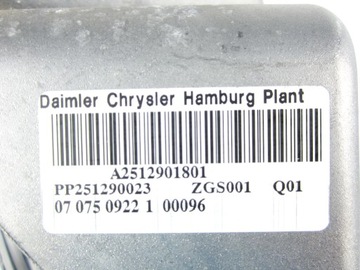 Daimler Chrysler Hamburg Plant
A2512901801
PP251290023 ZGS001 Q01
07 075 0922 1 00096